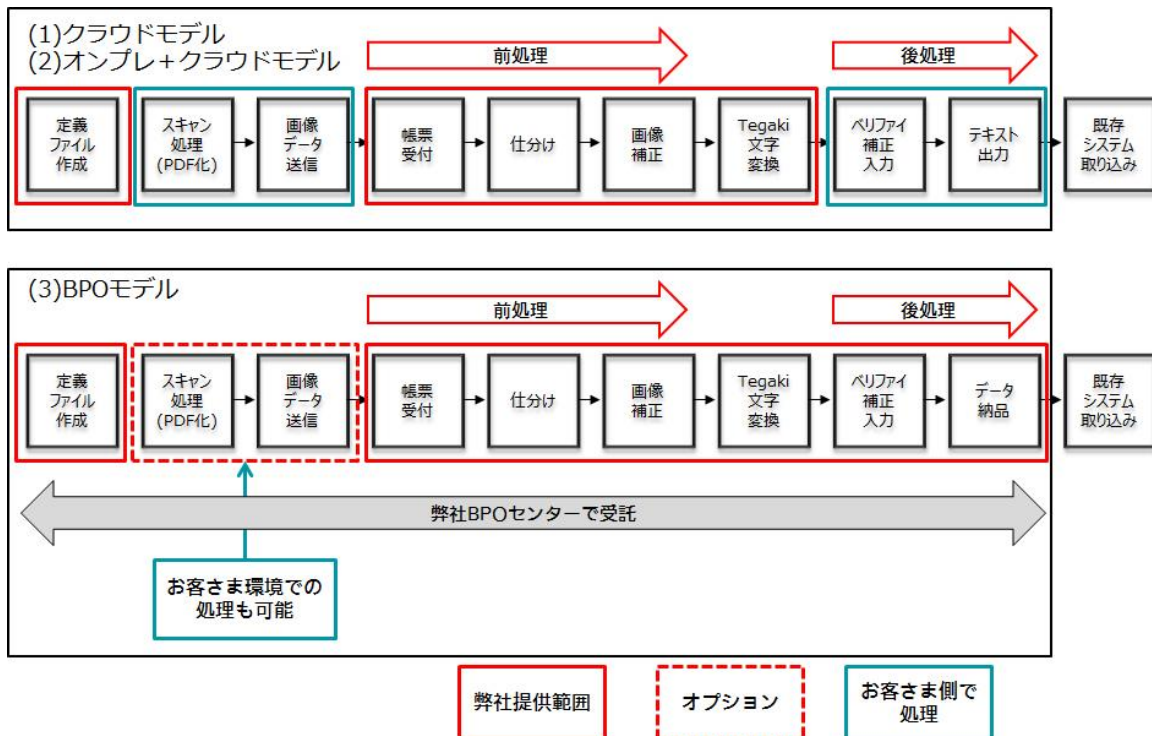 (1)クラウドモデル
(2)オンプレ+クラウドモデル
前処理
後処理
定義
ファイル
作成
スキャン
処理
(PDF化)
画像
データ
送信
帳票
受付
仕分け
画像
補正
Tegaki
文字
変換
ベリファイ
補正
入力
テキスト
出力
既存
システム
取り込み
(3)BPOモデル
前処理
後処理
定義
ファイル
作成
スキャン
処理
(PDF化)
画像
データ
送信
帳票
受付
仕分け
画像
補正
Tegaki
文字
変換
ベリファイ
補正
入力
データ
納品
既存
システム
取り込み
弊社BPOセンターで受託
お客さま環境での
処理も可能
弊社提供範囲
オプション
お客さま側で
処理